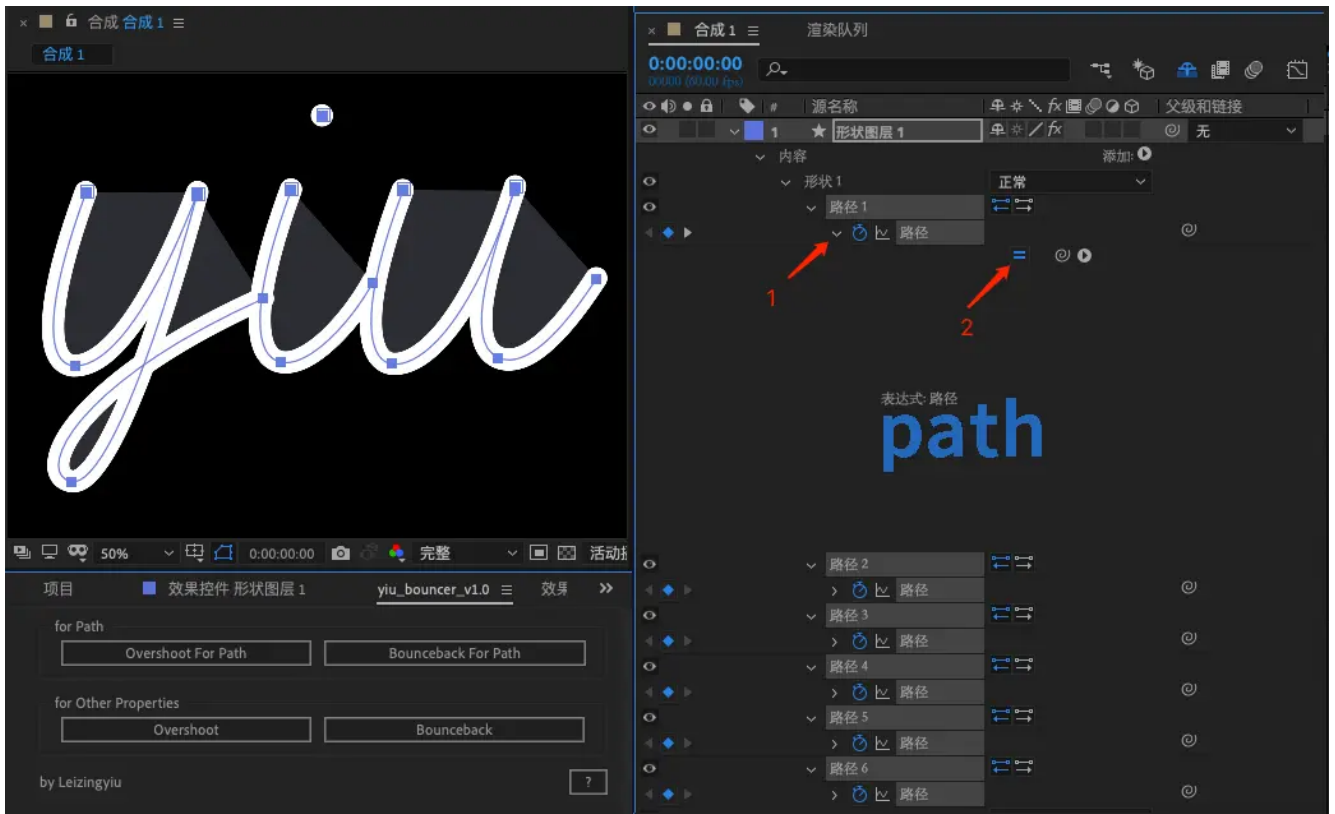 × 合成 合成 1
合成 1
yiu
50% 0:00:00:00 完整
项目 效果控件 形状图层 1 yiu_bouncer_v1.0
for Path
Overshoot For Path Bounceback For Path
for Other Properties
Overshoot Bounceback
by Leizingyiu ?
× 合成 1 渲染队列
0:00:00:00
00000 (60.00 fps)
# 源名称 fx 父级和链接
1 形状图层 1 fx 无
内容 添加:
形状 1 正常
路径 1
路径
1
2
表达式: 路径
path
路径 2
路径
路径 3
路径
路径 4
路径
路径 5
路径
路径 6
路径